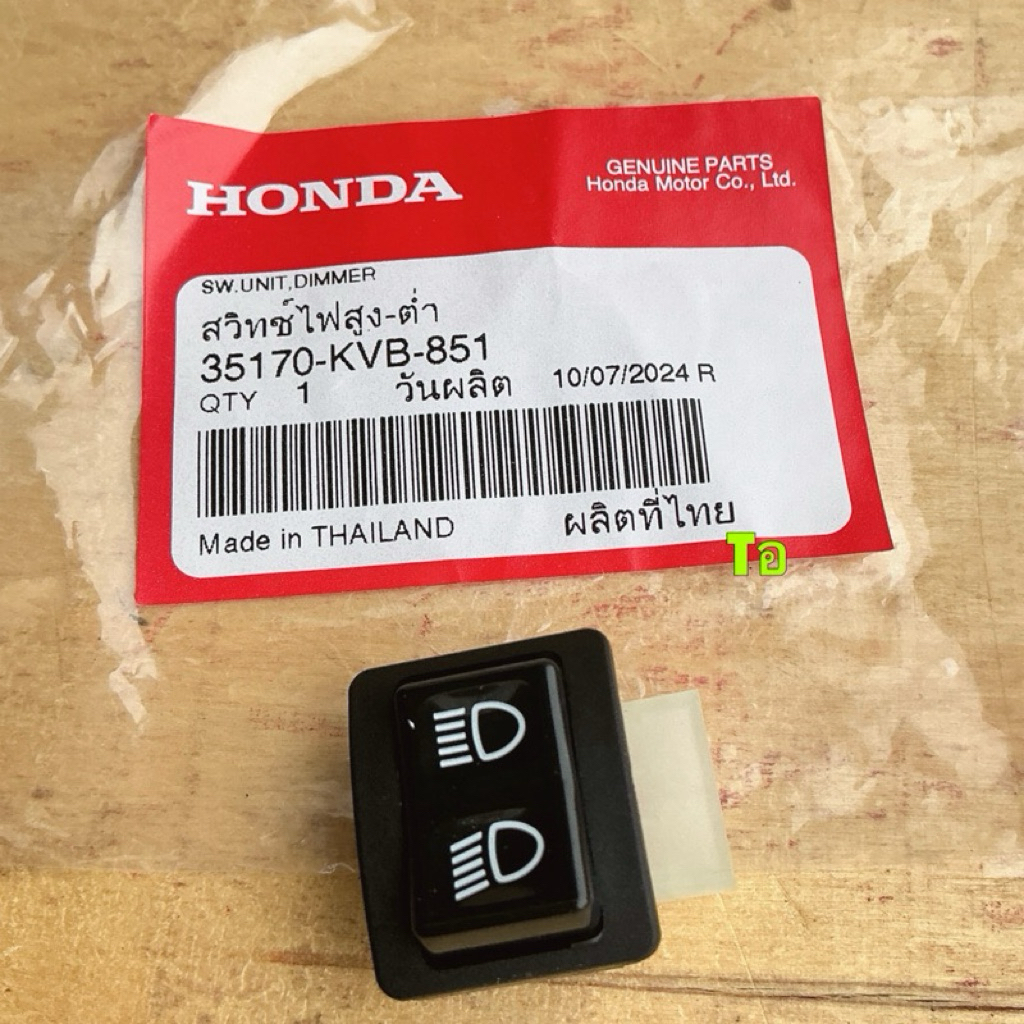 HONDA
GENUINE PARTS
Honda Motor Co., Ltd.
SW.UNIT,DIMMER
สวิทช์ไฟสูง-ต่ำ
35170-KVB-851
QTY 1 วันผลิต 10/07/2024 R
Made in THAILAND ผลิตที่ไทย
Tอ